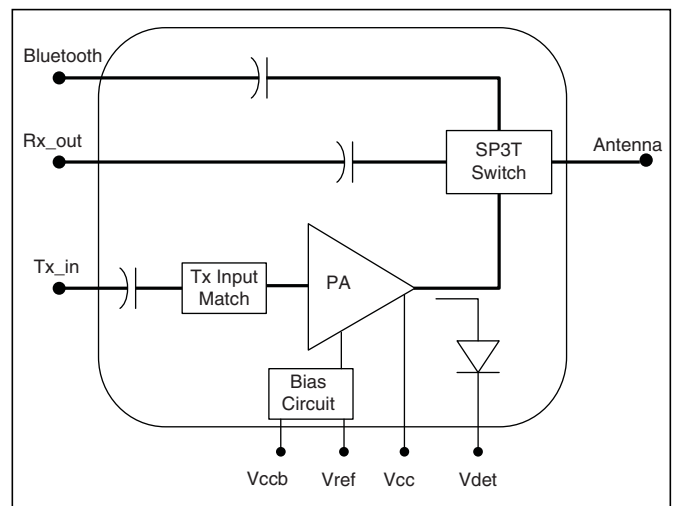 Bluetooth
Rx_out
SP3T
Switch
Antenna
Tx_in
Tx Input
Match
PA
Bias
Circuit
Vccb
Vref
Vcc
Vdet